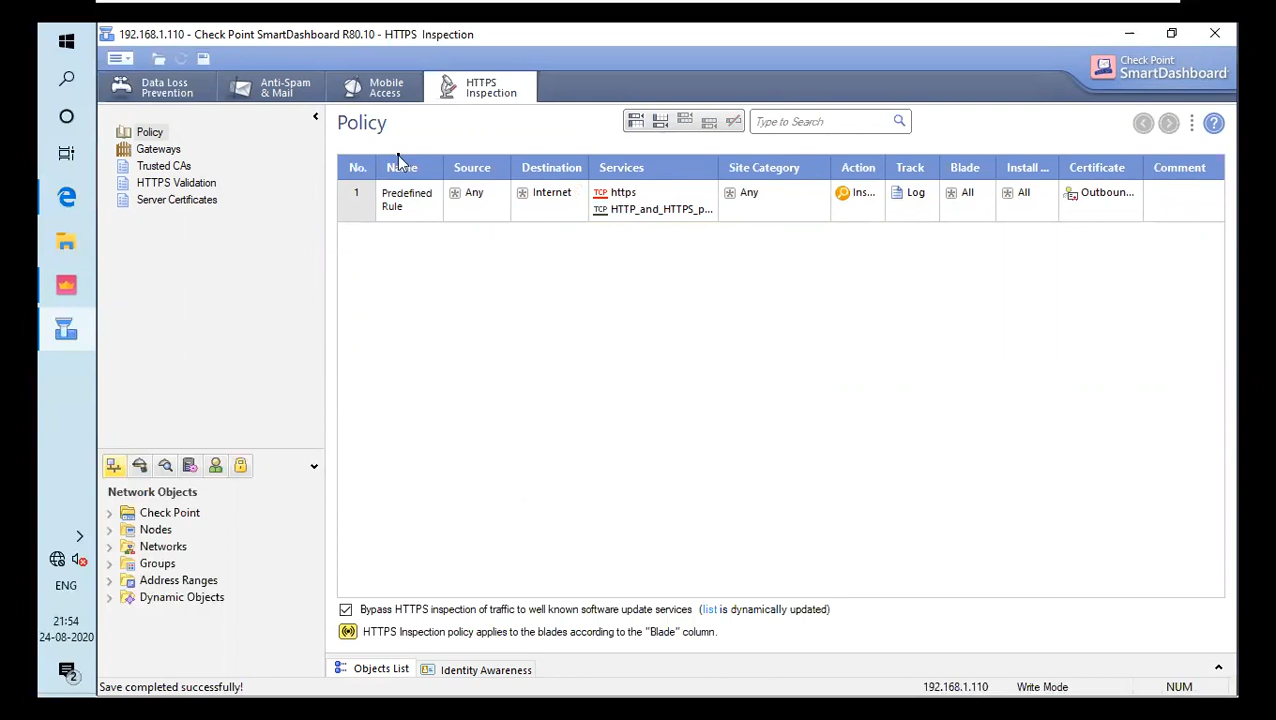 192.168.1.110 - Check Point SmartDashboard R80.10 - HTTPS Inspection
Data Loss
Prevention
Anti-Spam
& Mail
Mobile
Access
HTTPS
Inspection
Check Point
SmartDashboard
Policy
Gateways
Trusted CAs
HTTPS Validation
Server Certificates
Policy
Type to Search
No. Name Source Destination Services Site Category Action Track Blade Install ... Certificate Comment
1 Predefined Rule Any Internet TCP https Any Ins... Log All All Outboun...
TCP HTTP_and_HTTPS_p...
Network Objects
Check Point
Nodes
Networks
Groups
Address Ranges
Dynamic Objects
Bypass HTTPS inspection of traffic to well known software update services (list is dynamically updated)
HTTPS Inspection policy applies to the blades according to the "Blade" column.
Objects List Identity Awareness
Save completed successfully! 192.168.1.110 Write Mode NUM
ENG
21:54
24-08-2020
2